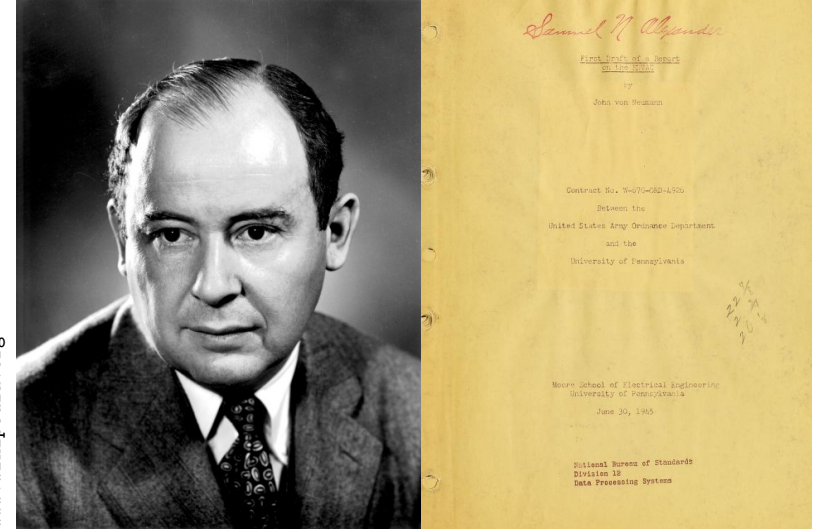 Samuel N Alexander
First Draft of a Report
on the EDVAC
by
John von Neumann
Contract No. W-670-ORD-4926
Between the
United States Army Ordnance Department
and the
University of Pennsylvania
Moore School of Electrical Engineering
University of Pennsylvania
June 30, 1945
National Bureau of Standards
Division 12
Data Processing Systems